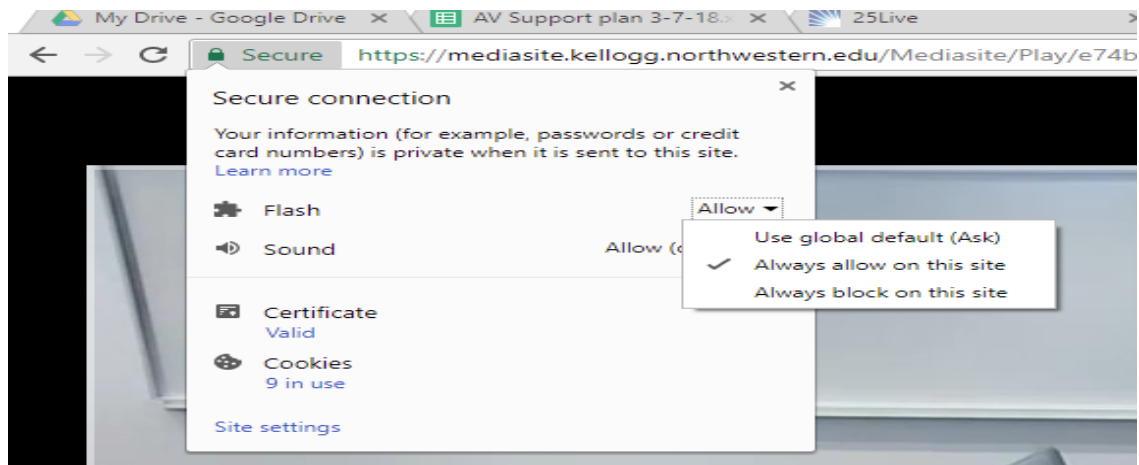 My Drive - Google Drive
AV Support plan 3-7-18.x
25Live
Secure https://mediasite.kellogg.northwestern.edu/Mediasite/Play/e74b
Secure connection
Your information (for example, passwords or credit
card numbers) is private when it is sent to this site.
Learn more
Flash Allow
Sound Allow (
Use global default (Ask)
Always allow on this site
Always block on this site
Certificate
Valid
Cookies
9 in use
Site settings